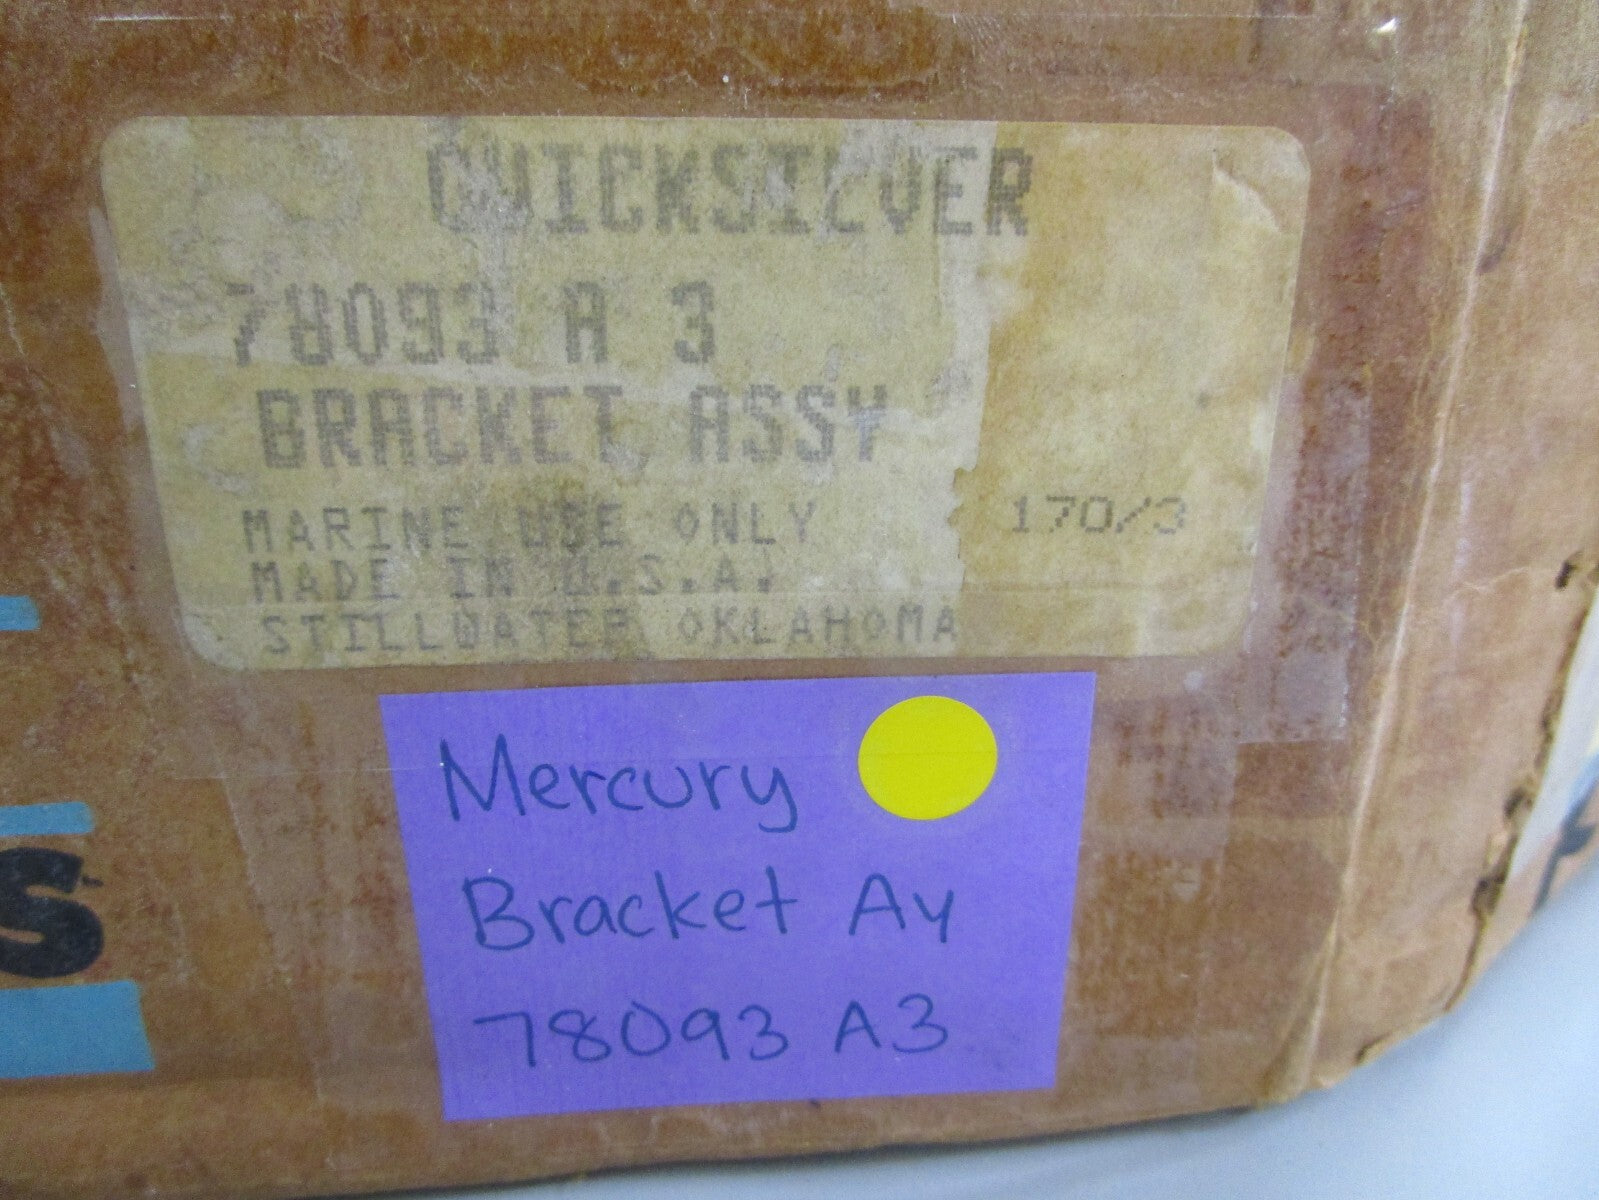 QUICKSILVER
78093 A 3
BRACKET, ASSY
MARINE USE ONLY 170/3
MADE IN U.S.A.
STILLWATER OKLAHOMA
Mercury
Bracket Ay
78093 A3
S